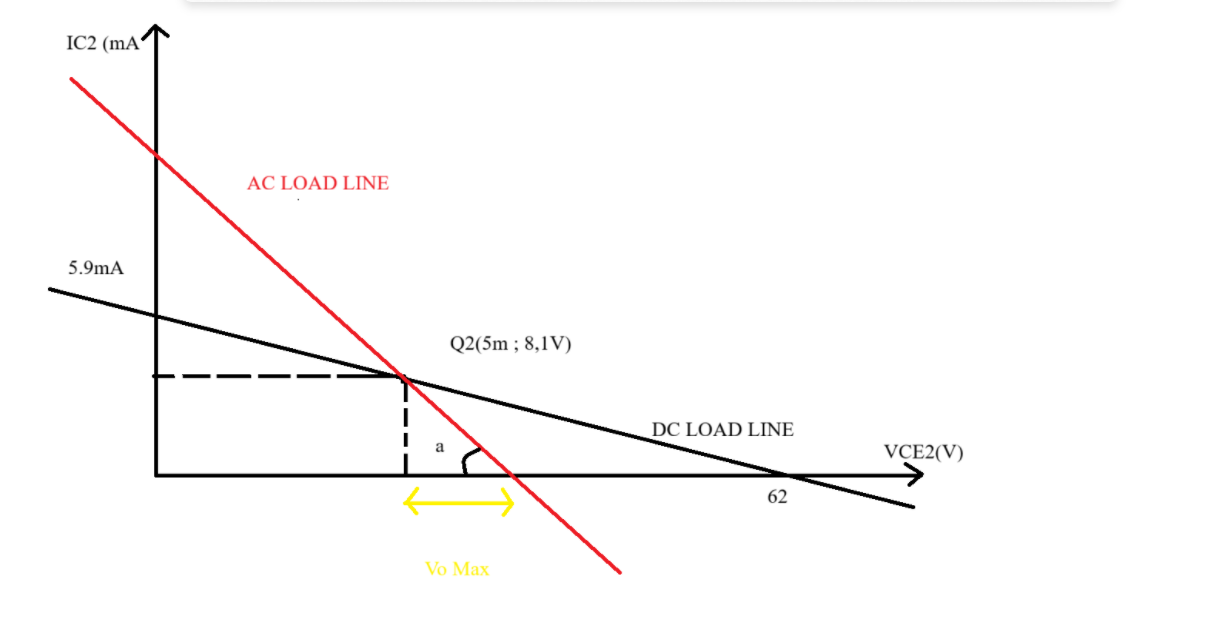 IC2 (mA
AC LOAD LINE
5.9mA
Q2(5m ; 8,1V)
DC LOAD LINE
a
VCE2(V)
62
Vo Max